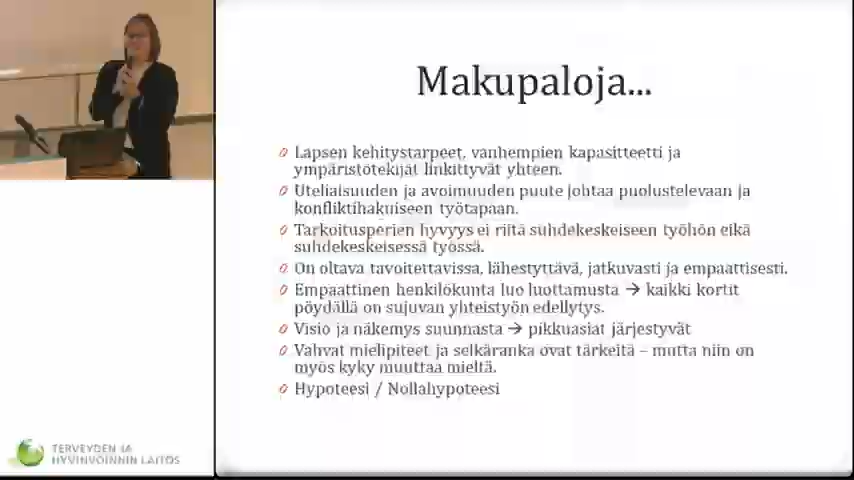 Makupaloja...
Lapsen kehitystarpeet, vanhempien kapasitteetti ja
ympäristötekijät linkittyvät yhteen.
Uteliaisuuden ja avoimuuden puute johtaa puolustelevaan ja
konfliktihakuiseen työtapaan.
Tarkoitusperien hyvyys ei riitä suhdekeskeiseen työhön eikä
suhdekeskeisessä työssä.
On oltava tavoitettavissa, lähestyttävä, jatkuvasti ja empaattisesti.
Empaattinen henkilökunta luo luottamusta → kaikki kortit
pöydällä on sujuvan yhteistyön edellytys.
Visio ja näkemys suunnasta → pikkuasiat järjestyvät
Vahvat mielipiteet ja selkäranka ovat tärkeitä – mutta niin on
myös kyky muuttaa mieltä.
Hypoteesi / Nollahypoteesi
TERVEYDEN JA
HYVINVOINNIN LAITOS